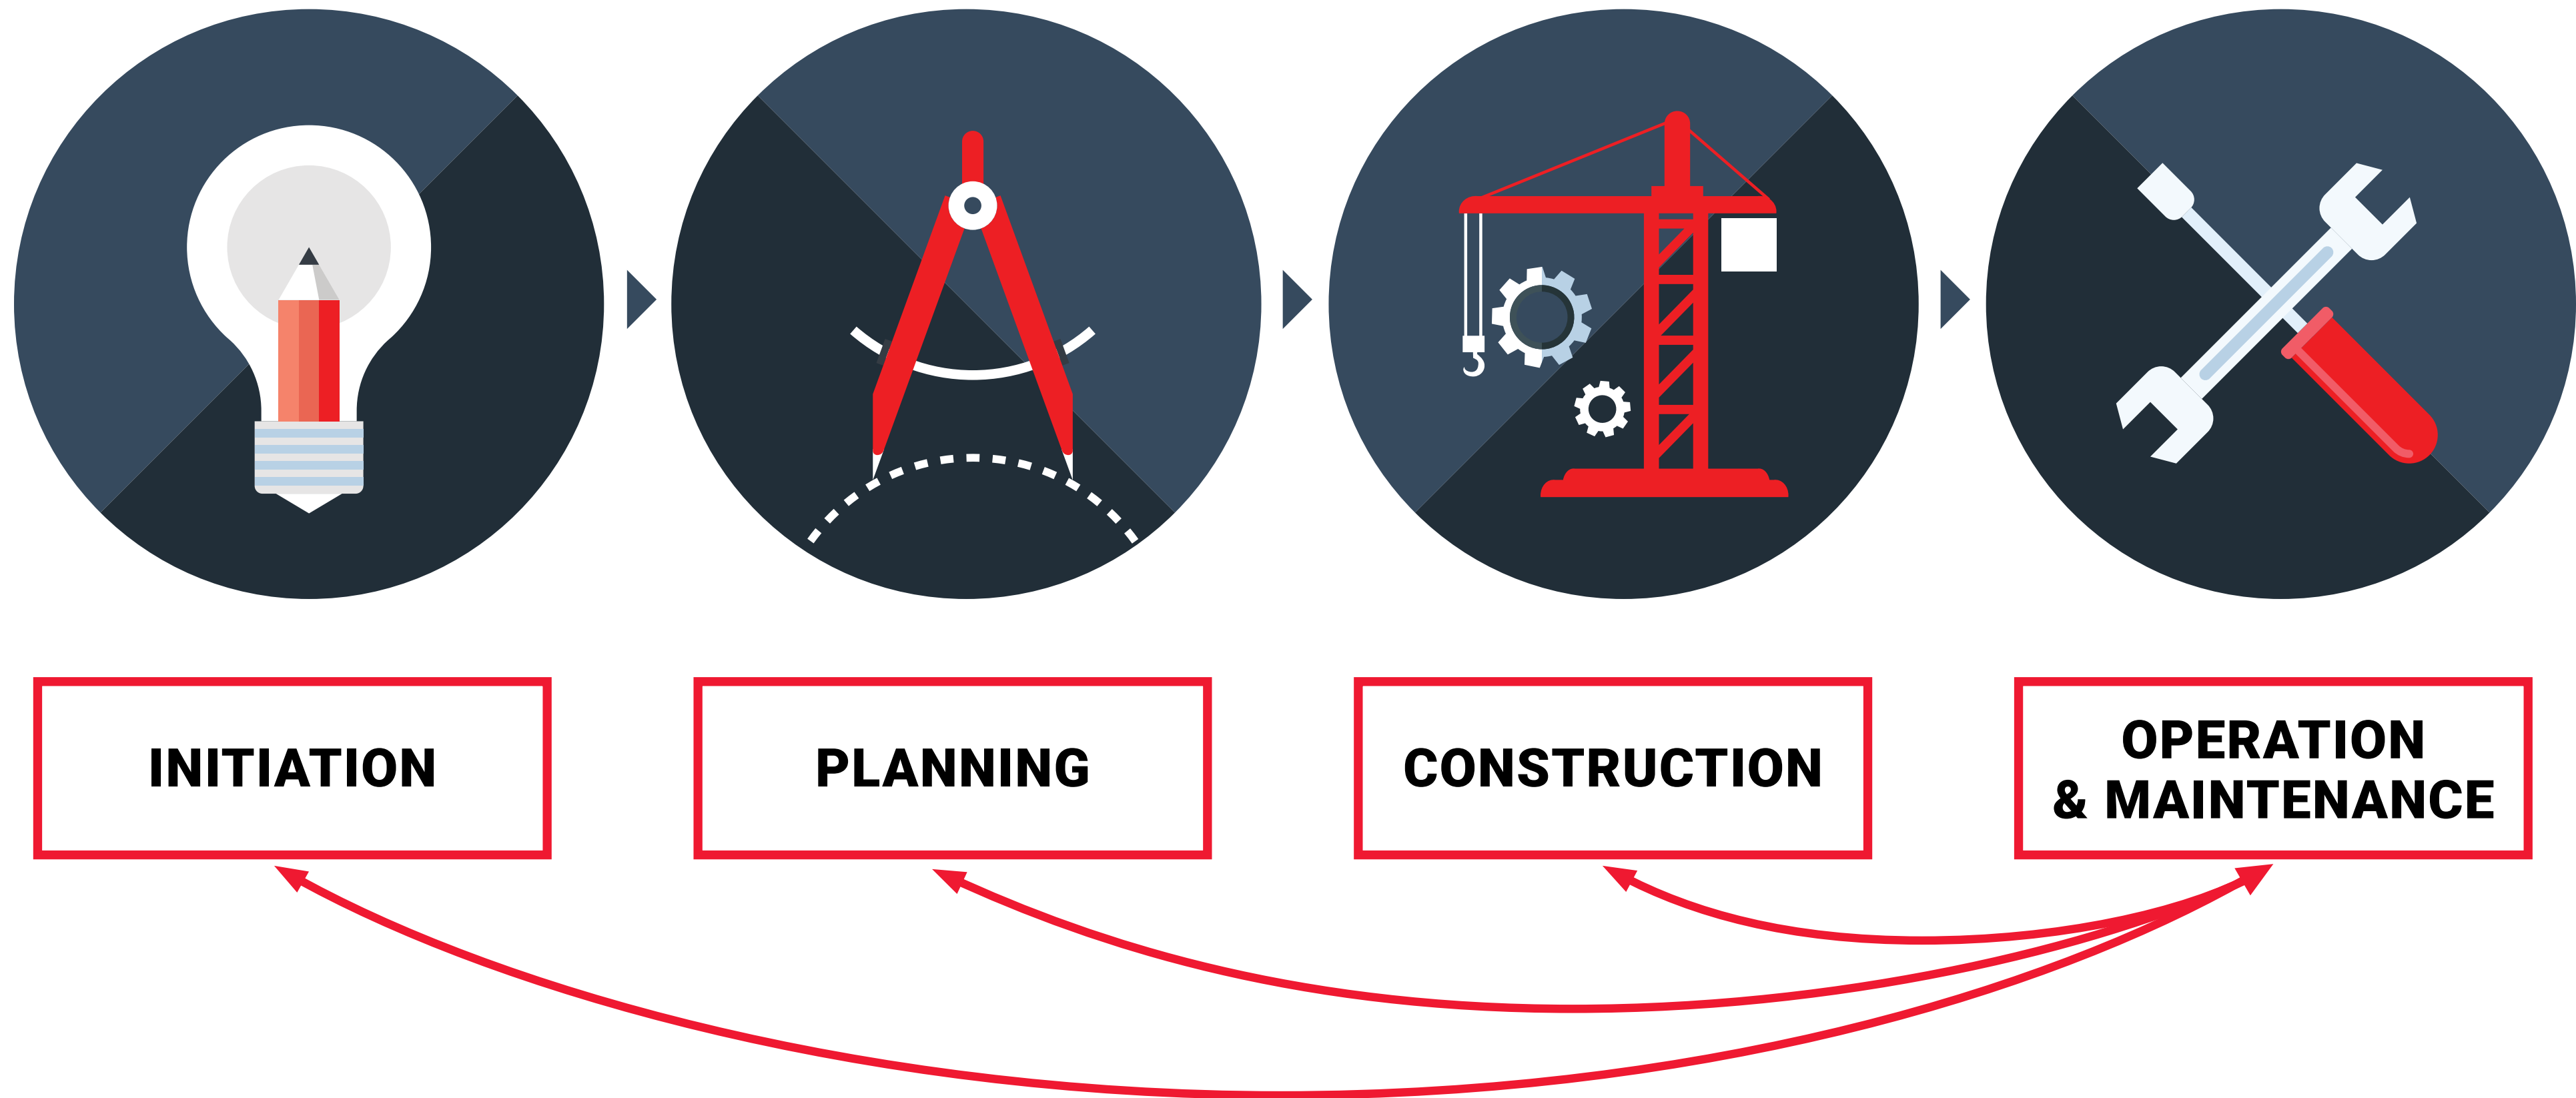 INITIATION
PLANNING
CONSTRUCTION
OPERATION
& MAINTENANCE